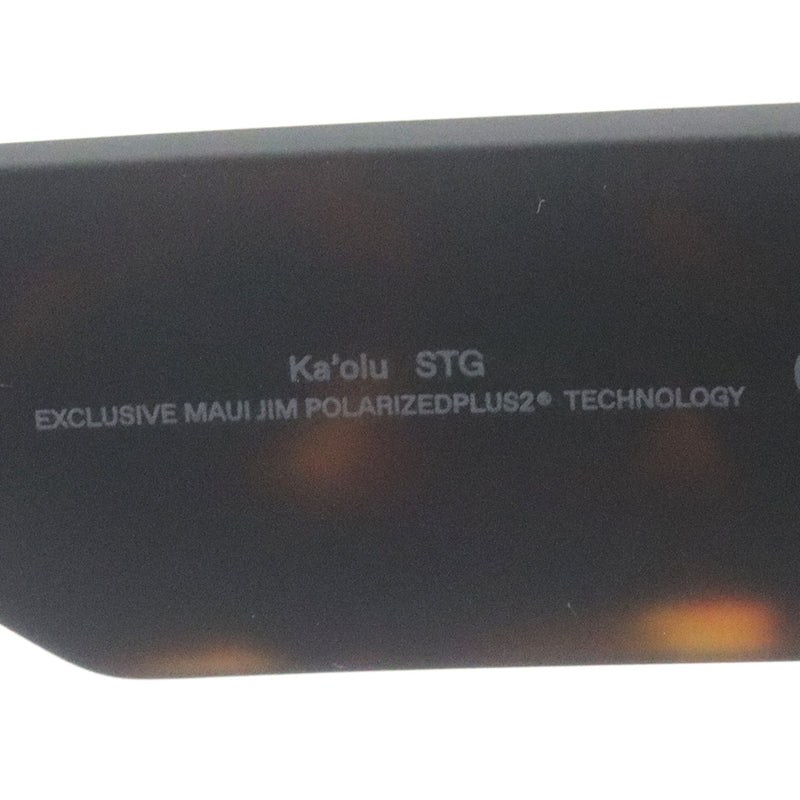 Ka'olu STG
EXCLUSIVE MAUI JIM POLARIZEDPLUS2® TECHNOLOGY